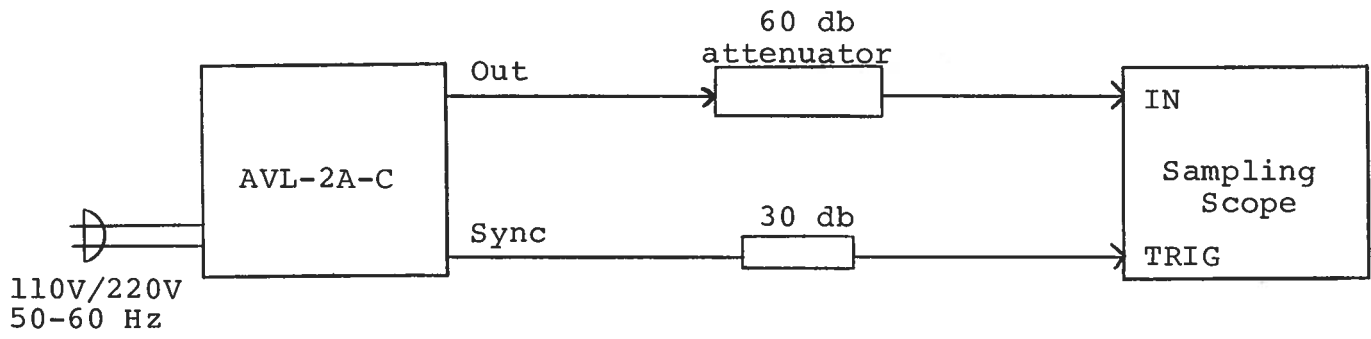 60 db
attenuator
Out
IN
AVL-2A-C
Sampling
Scope
30 db
Sync
TRIG
110V/220V
50-60 Hz